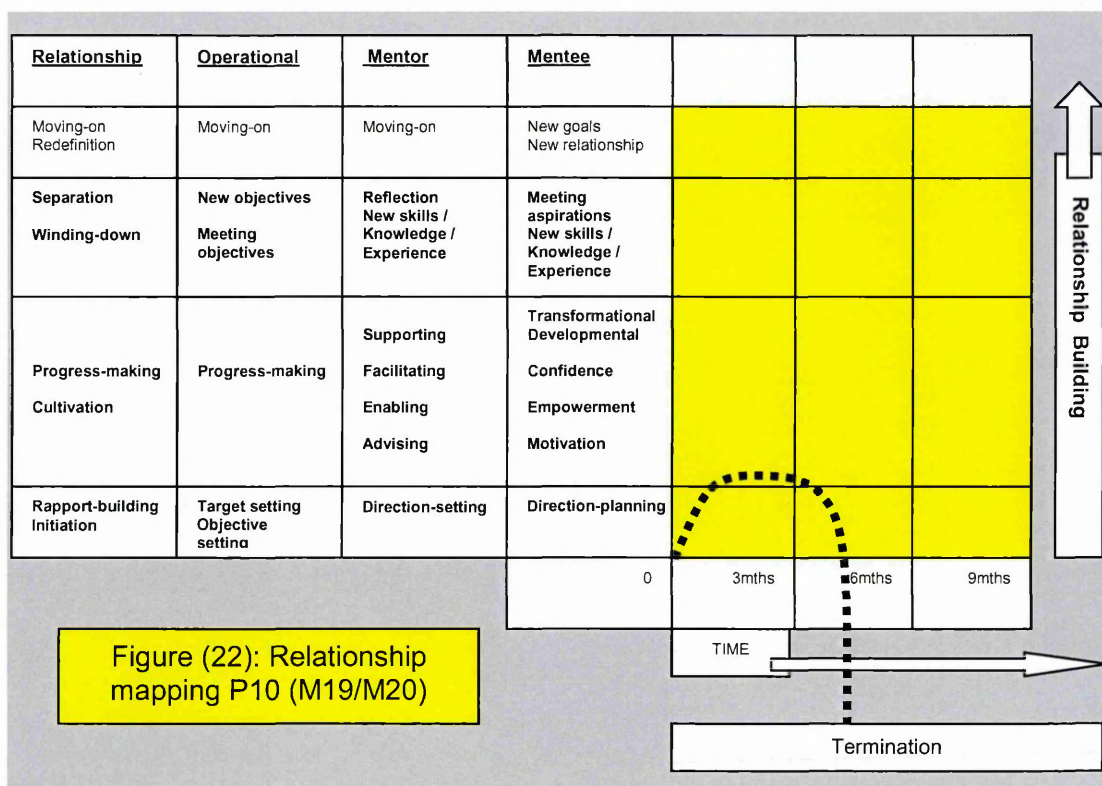 Relationship
Operational
Mentor
Mentee
Moving-on
Redefinition
Moving-on
Moving-on
New goals
New relationship
Separation
Winding-down
New objectives
Meeting
objectives
Reflection
New skills /
Knowledge /
Experience
Meeting
aspirations
New skills /
Knowledge /
Experience
Progress-making
Cultivation
Progress-making
Supporting
Facilitating
Enabling
Advising
Transformational
Developmental
Confidence
Empowerment
Motivation
Rapport-building
Initiation
Target setting
Objective
setting
Direction-setting
Direction-planning
0
3mths
6mths
9mths
TIME
Relationship Building
Termination
Figure (22): Relationship
mapping P10 (M19/M20)